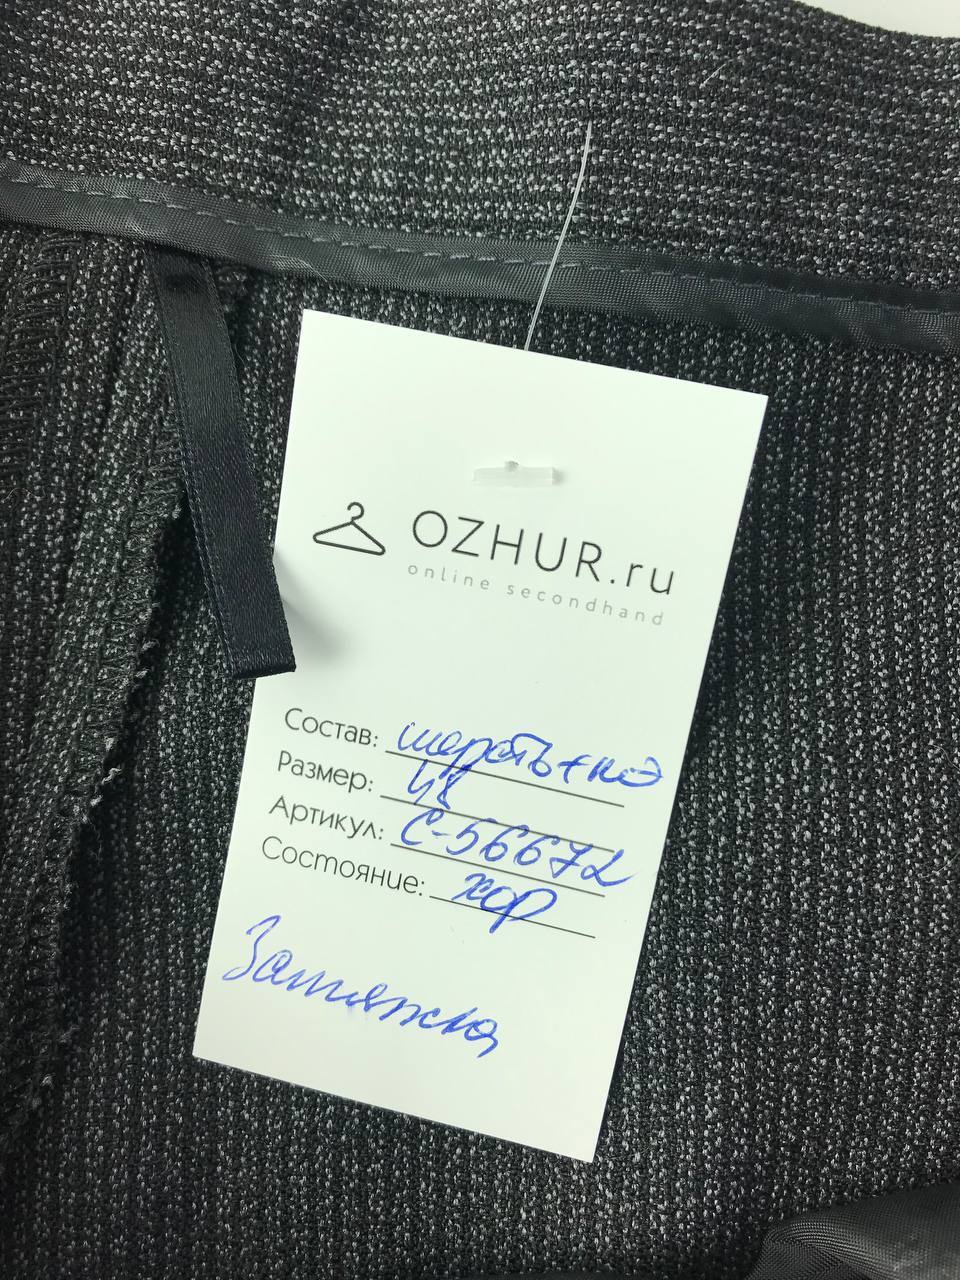 OZHUR.ru
online secondhand
Состав: шерсть+пэ
Размер: 48
Артикул: С-56672
Состояние: хор
Затяжка